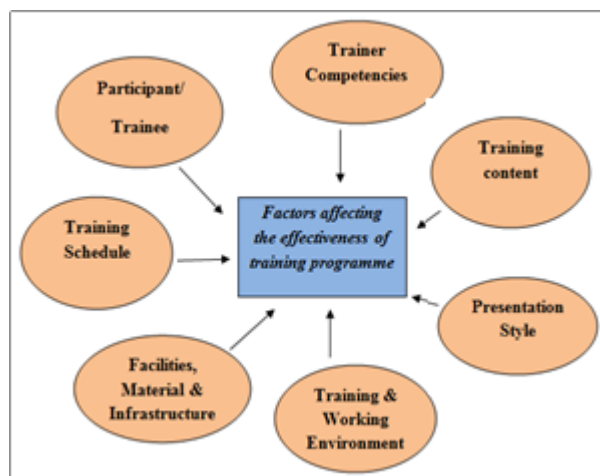 Trainer
Competencies
Participant/
Trainee
Training
content
Factors affecting
the effectiveness of
training programme
Training
Schedule
Presentation
Style
Facilities,
Material &
Infrastructure
Training &
Working
Environment